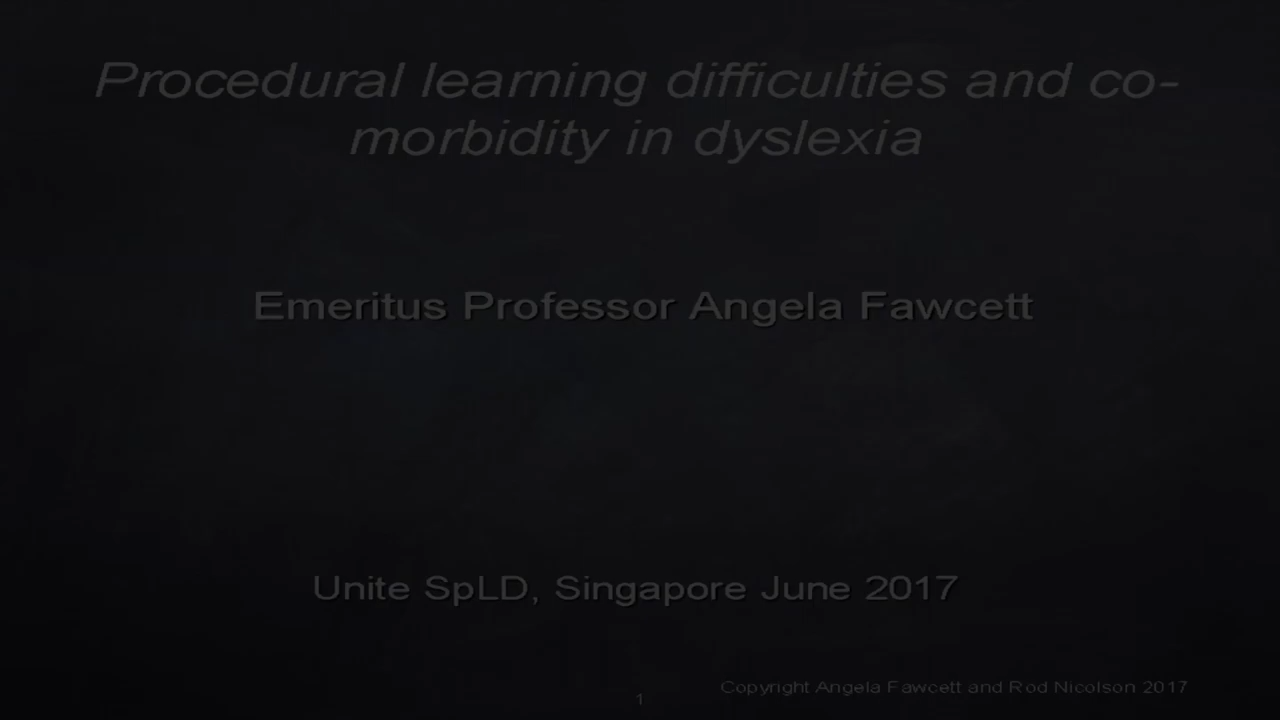 Procedural learning difficulties and co-
morbidity in dyslexia
Emeritus Professor Angela Fawcett
Unite SpLD, Singapore June 2017
Copyright Angela Fawcett and Rod Nicolson 2017
1